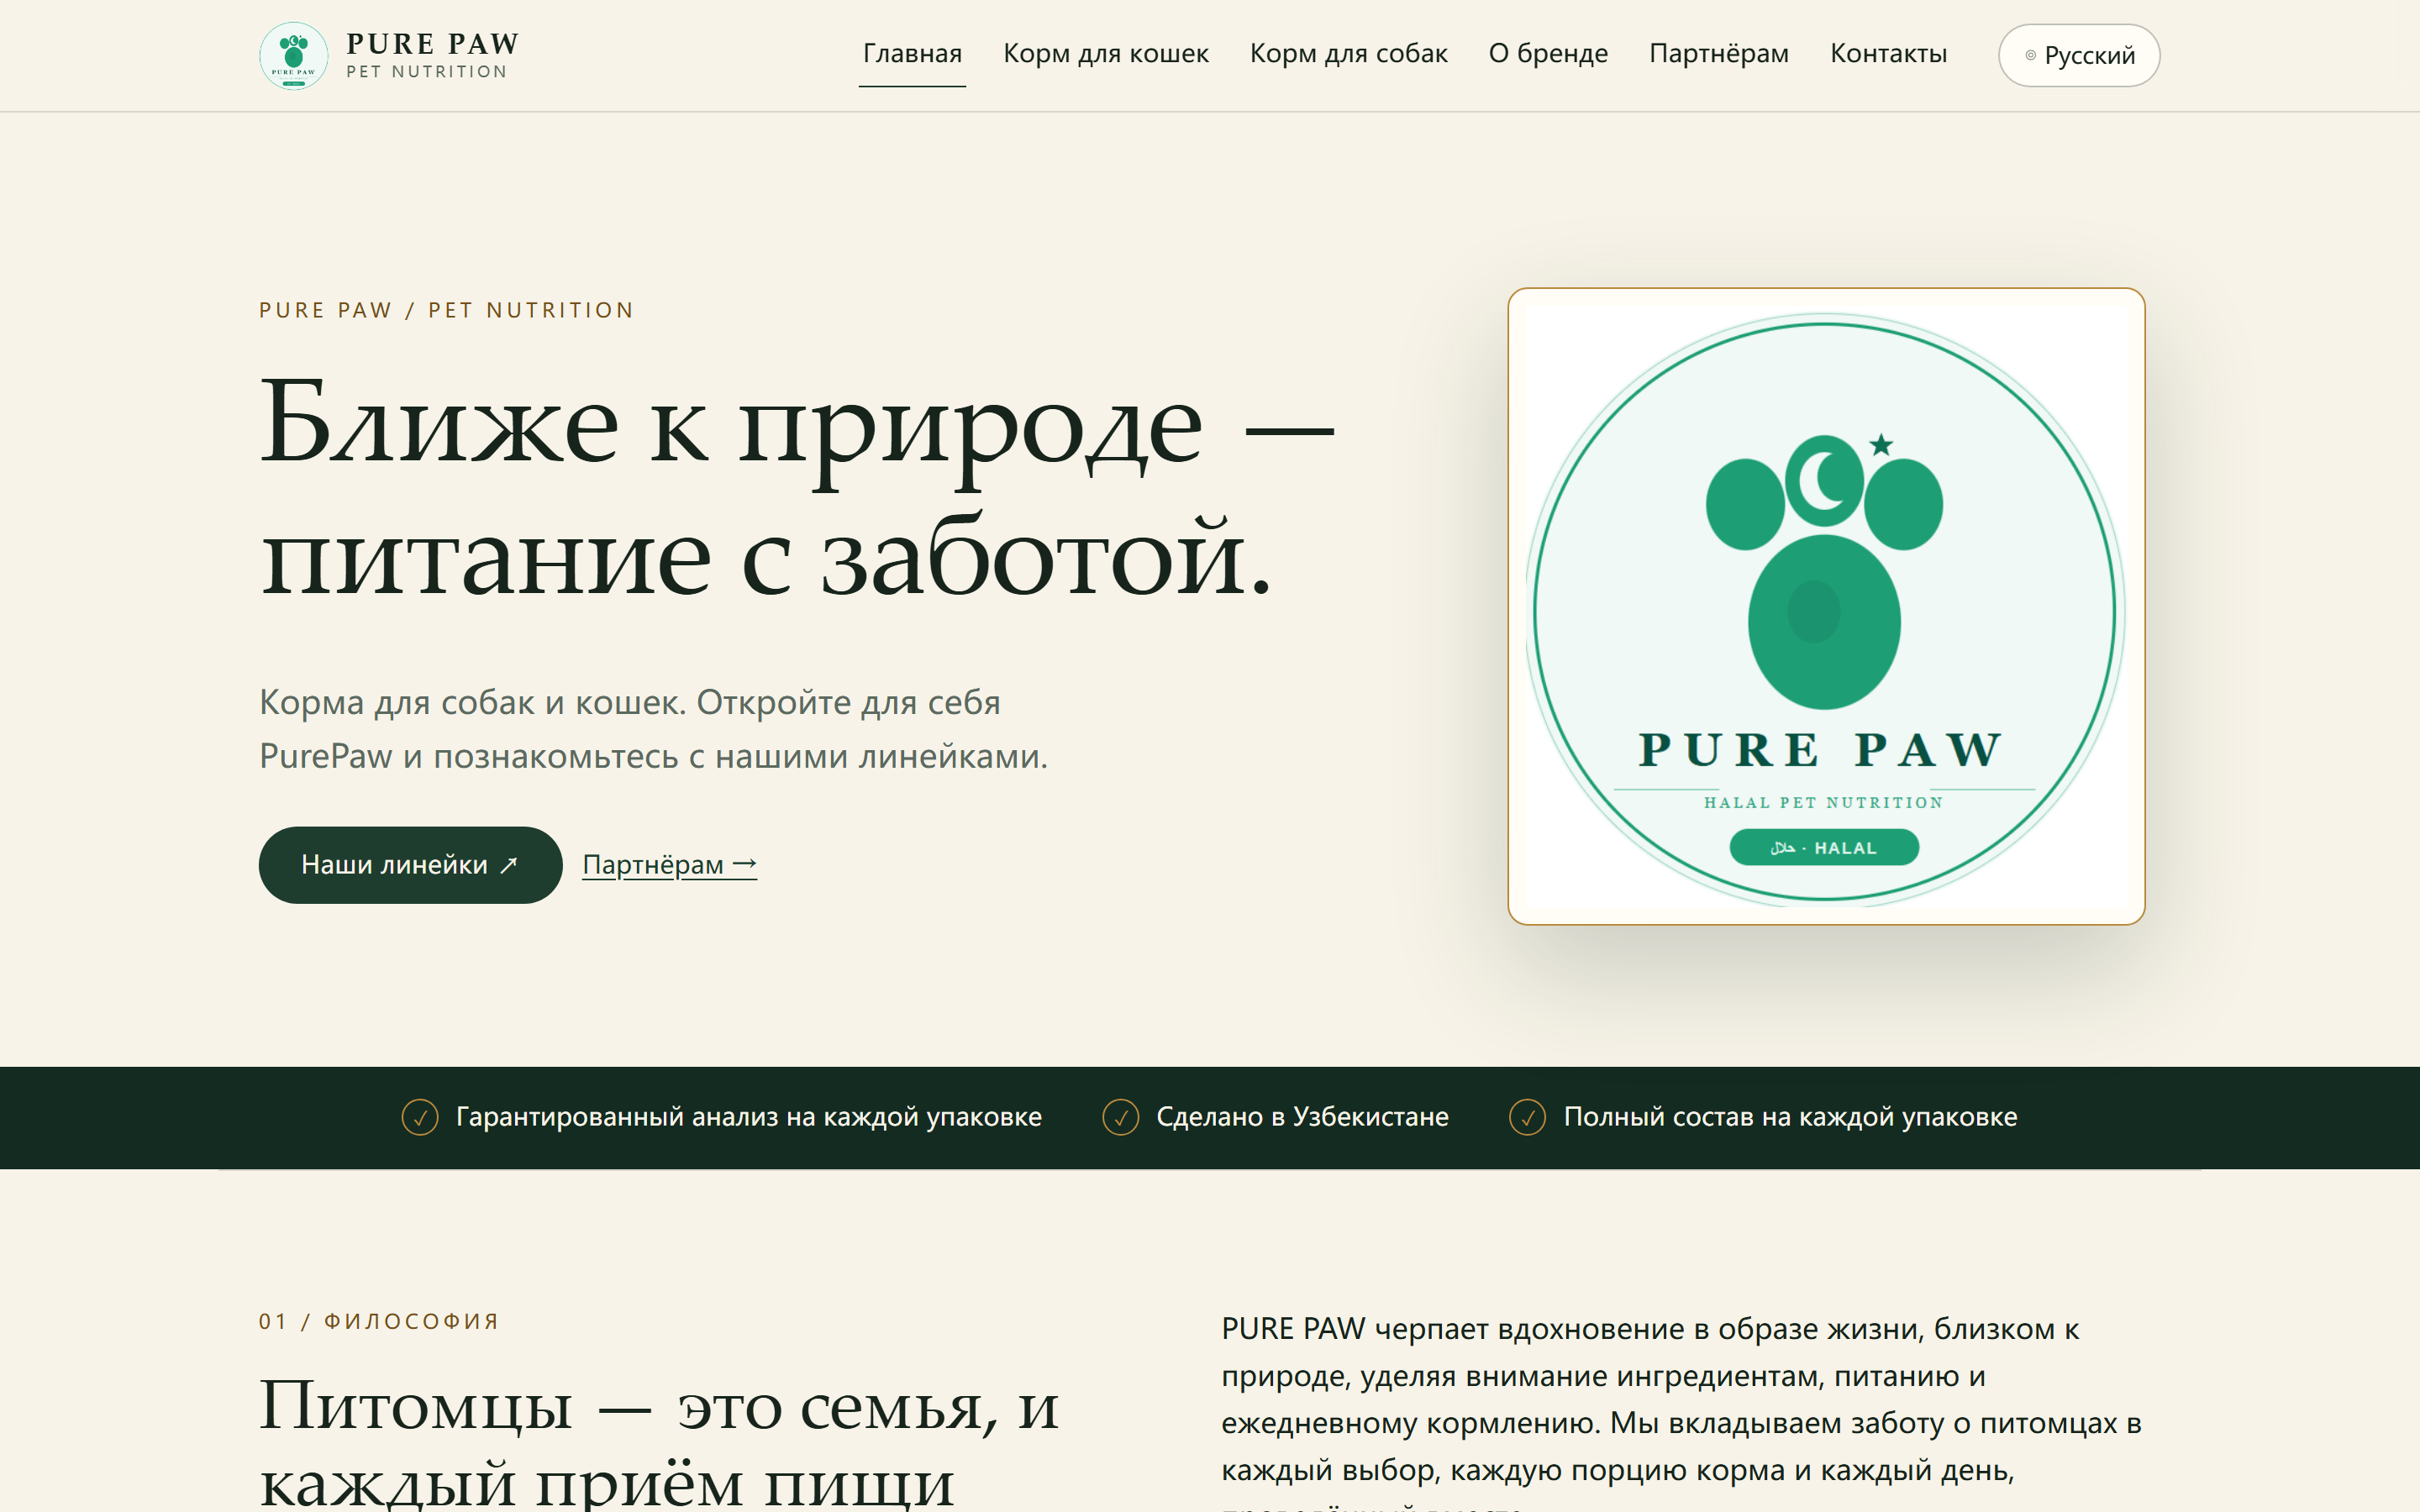 PURE PAW
PET NUTRITION
PURE PAW
Главная
Корм для кошек
Корм для собак
О бренде
Партнёрам
Контакты
Русский
PURE PAW / PET NUTRITION
Ближе к природе —
питание с заботой.
Корма для собак и кошек. Откройте для себя
PurePaw и познакомьтесь с нашими линейками.
Наши линейки ↗
Партнёрам →
PURE PAW
HALAL PET NUTRITION
حلال · HALAL
Гарантированный анализ на каждой упаковке
Сделано в Узбекистане
Полный состав на каждой упаковке
01 / ФИЛОСОФИЯ
Питомцы — это семья, и
каждый приём пищи
PURE PAW черпает вдохновение в образе жизни, близком к
природе, уделяя внимание ингредиентам, питанию и
ежедневному кормлению. Мы вкладываем заботу о питомцах в
каждый выбор, каждую порцию корма и каждый день,